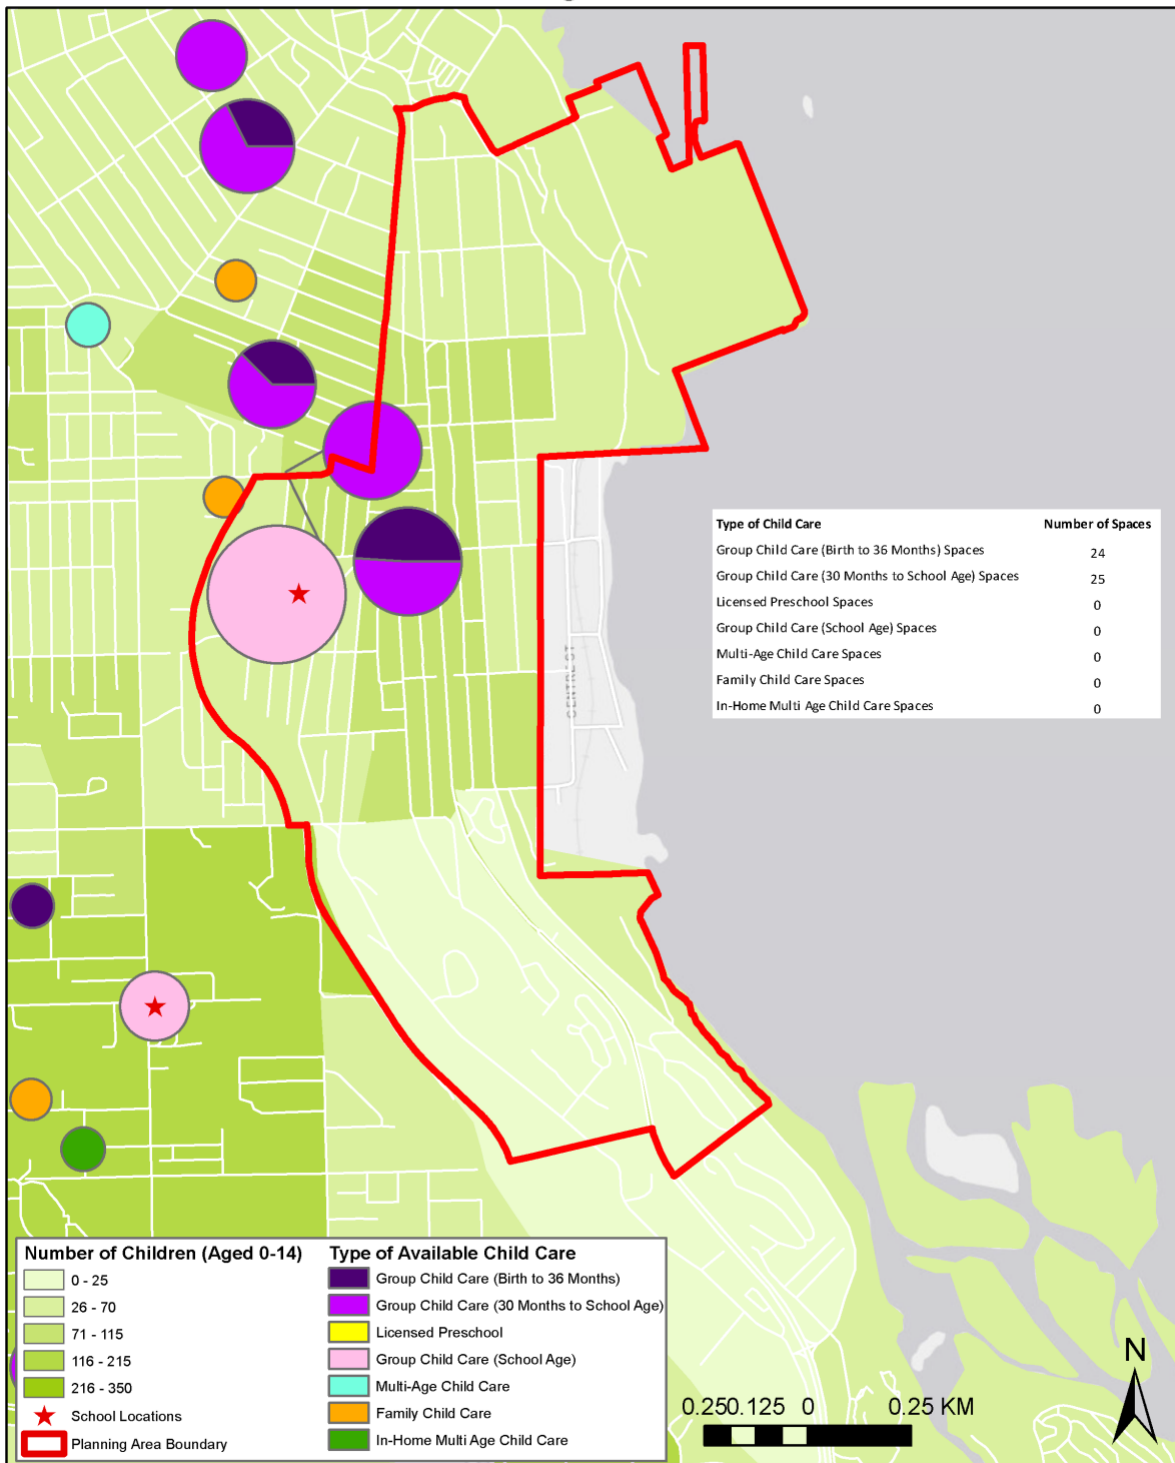 CENTRE ST
Type of Child Care Number of Spaces
Group Child Care (Birth to 36 Months) Spaces 24
Group Child Care (30 Months to School Age) Spaces 25
Licensed Preschool Spaces 0
Group Child Care (School Age) Spaces 0
Multi-Age Child Care Spaces 0
Family Child Care Spaces 0
In-Home Multi Age Child Care Spaces 0
Number of Children (Aged 0-14)
0 - 25
26 - 70
71 - 115
116 - 215
216 - 350
School Locations
Planning Area Boundary
Type of Available Child Care
Group Child Care (Birth to 36 Months)
Group Child Care (30 Months to School Age)
Licensed Preschool
Group Child Care (School Age)
Multi-Age Child Care
Family Child Care
In-Home Multi Age Child Care
0.25 0.125 0 0.25 KM
N